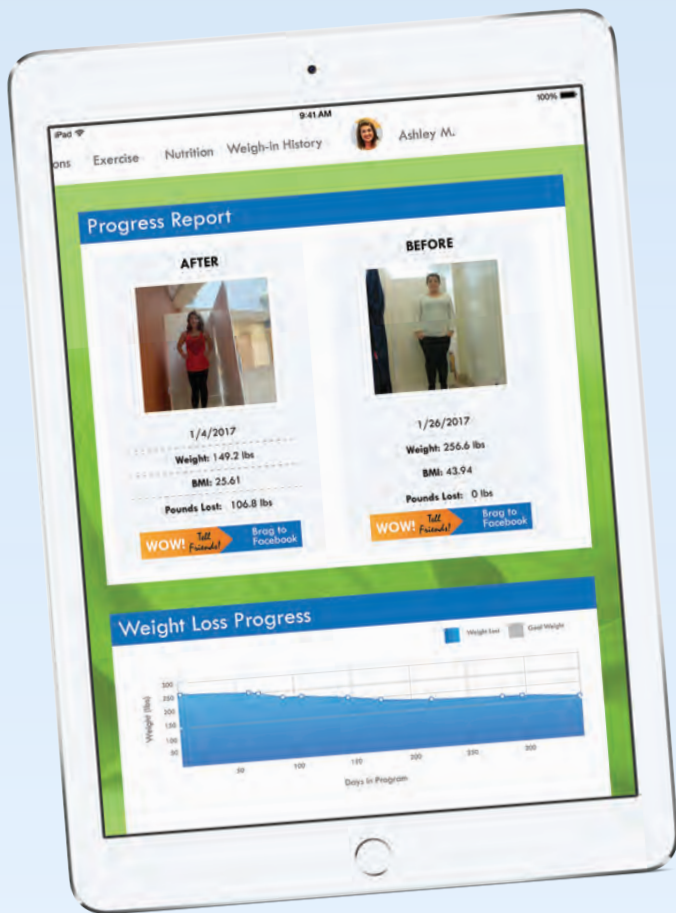 iPad
9:41 AM
100%
ons Exercise Nutrition Weigh-in History Ashley M.
Progress Report
AFTER
1/4/2017
Weight: 149.2 lbs
BMI: 25.61
Pounds Lost: 106.8 lbs
WOW! Tell Friends! Brag to Facebook
BEFORE
1/26/2017
Weight: 256.6 lbs
BMI: 43.94
Pounds Lost: 0 lbs
WOW! Tell Friends! Brag to Facebook
Weight Loss Progress
Weight Loss Goal Weight
Weight (lbs)
300
250
200
150
100
50
50 100 150 200 250 300
Days in Program